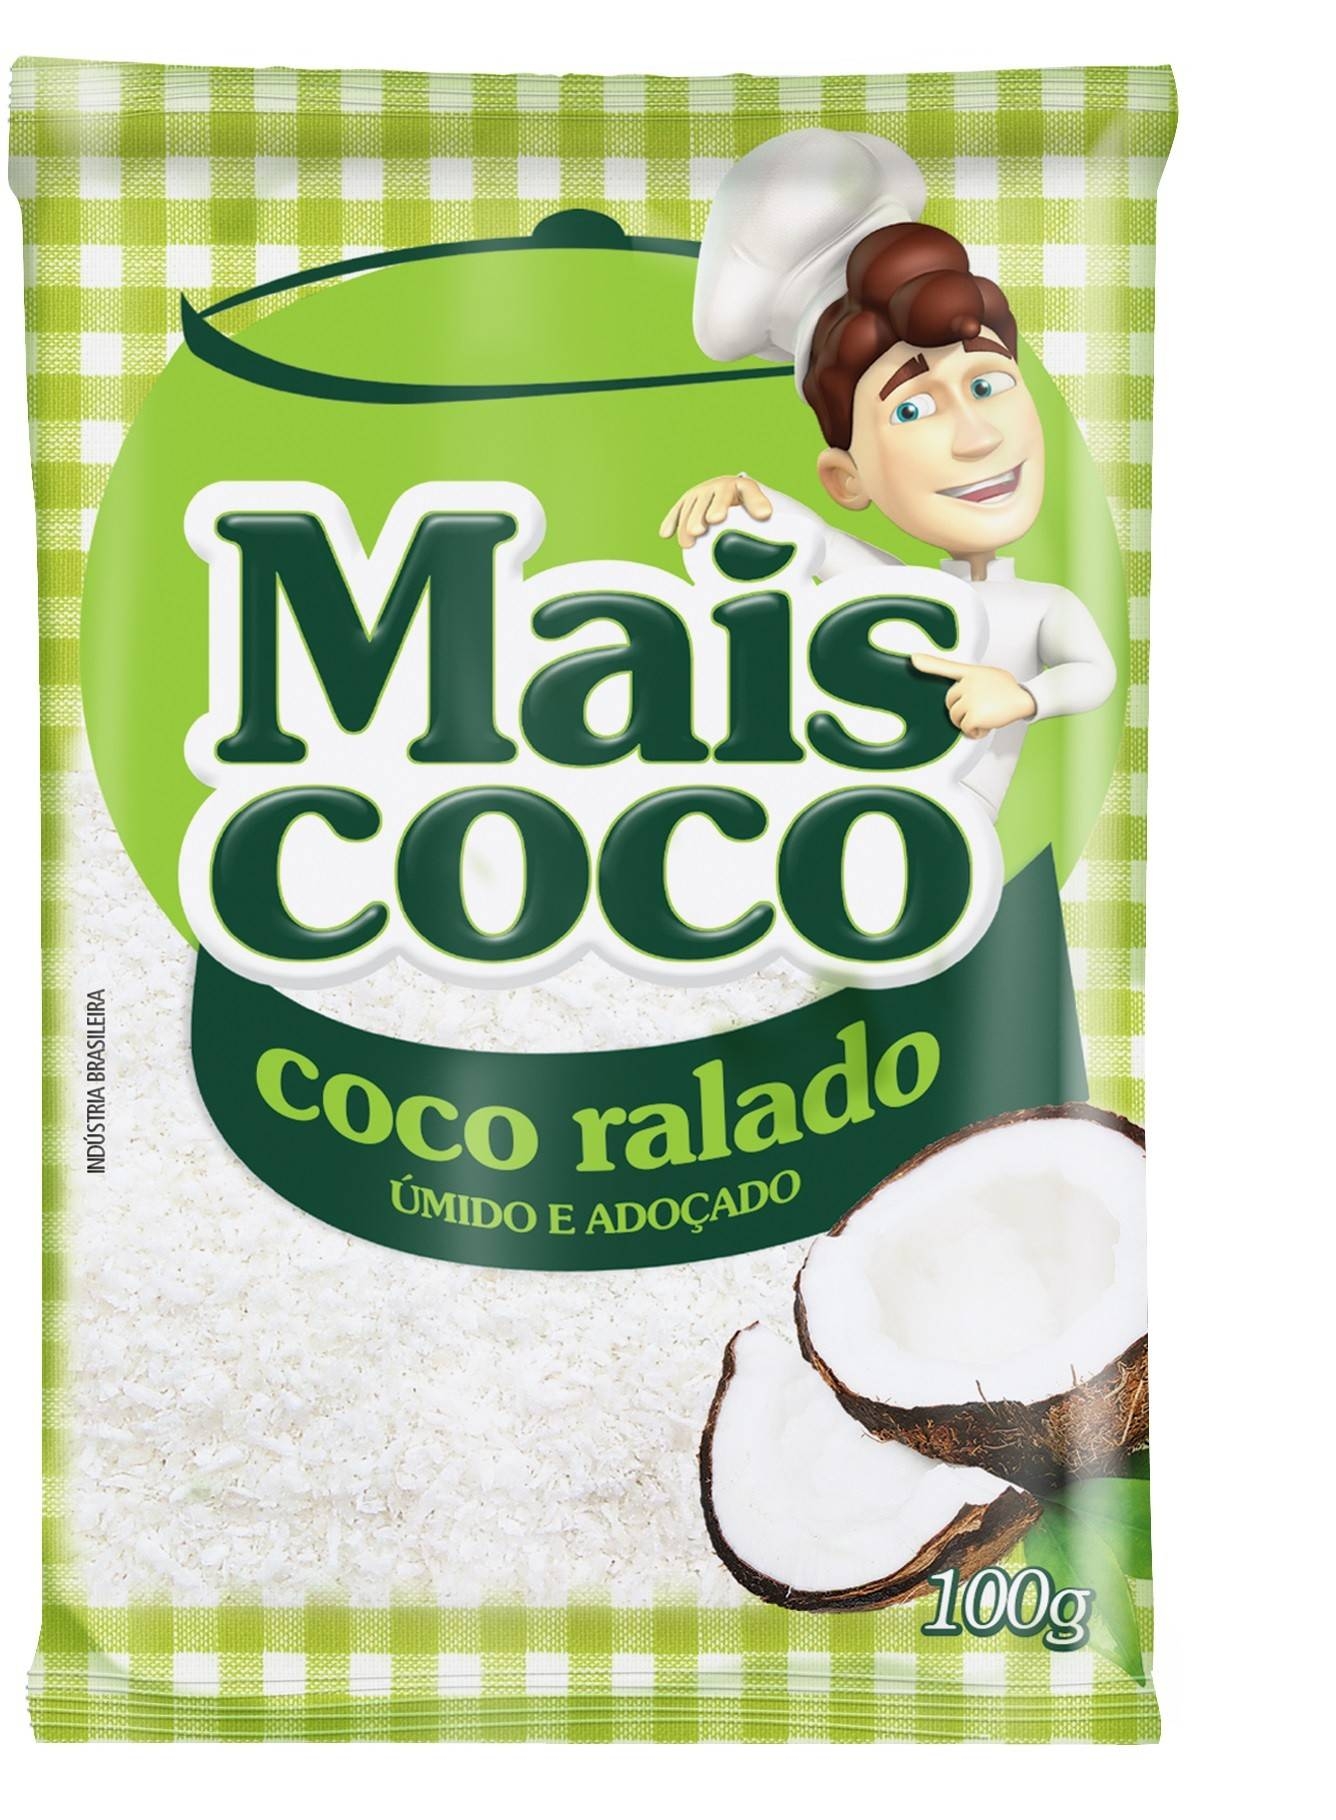 Mais
coco
coco ralado
ÚMIDO E ADOÇADO
INDÚSTRIA BRASILEIRA
100g